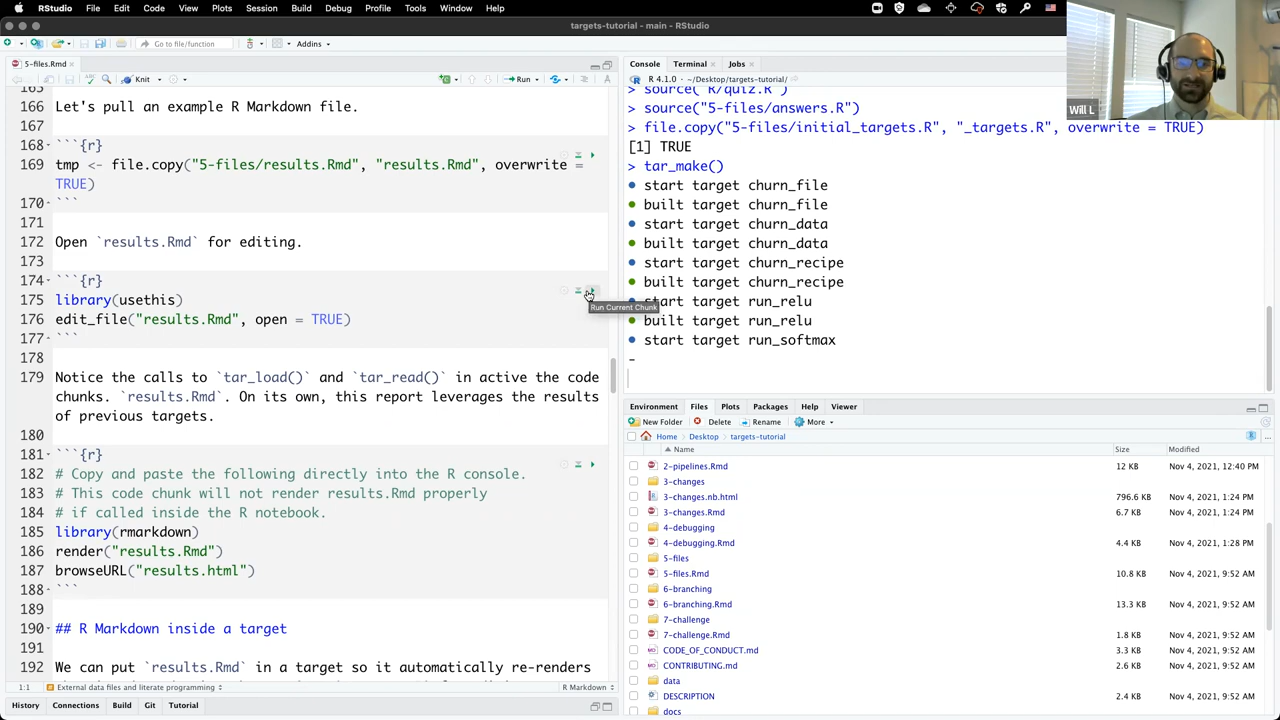 RStudio File Edit Code View Plots Session Build Debug Profile Tools Window Help
targets-tutorial - main - RStudio
Go to file/function Addins
5-files.Rmd
Knit Run
165
166 Let's pull an example R Markdown file.
167
168 ```{r}
169 tmp <- file.copy("5-files/results.Rmd", "results.Rmd", overwrite =
TRUE)
170 ```
171
172 Open `results.Rmd` for editing.
173
174 ```{r}
175 library(usethis)
176 edit_file("results.Rmd", open = TRUE)
177 ```
Run Current Chunk
178
179 Notice the calls to `tar_load()` and `tar_read()` in active the code
chunks. `results.Rmd`. On its own, this report leverages the results
of previous targets.
180
181 ```{r}
182 # Copy and paste the following directly into the R console.
183 # This code chunk will not render results.Rmd properly
184 # if called inside the R notebook.
185 library(rmarkdown)
186 render("results.Rmd")
187 browseURL("results.html")
188 ```
189
190 ## R Markdown inside a target
191
192 We can put `results.Rmd` in a target so it automatically re-renders
1:1 External data files and literate programming R Markdown
History Connections Build Git Tutorial
Console Terminal Jobs
R 4.1.0 · ~/Desktop/targets-tutorial/
> source("R/quiz.R")
> source("5-files/answers.R")
> file.copy("5-files/initial_targets.R", "_targets.R", overwrite = TRUE)
[1] TRUE
> tar_make()
• start target churn_file
• built target churn_file
• start target churn_data
• built target churn_data
• start target churn_recipe
• built target churn_recipe
• start target run_relu
• built target run_relu
• start target run_softmax
-
Environment Files Plots Packages Help Viewer
New Folder Delete Rename More
Home Desktop targets-tutorial
Name Size Modified
2-pipelines.Rmd 12 KB Nov 4, 2021, 12:40 PM
3-changes
3-changes.nb.html 796.6 KB Nov 4, 2021, 1:24 PM
3-changes.Rmd 6.7 KB Nov 4, 2021, 1:24 PM
4-debugging
4-debugging.Rmd 4.4 KB Nov 4, 2021, 1:28 PM
5-files
5-files.Rmd 10.8 KB Nov 4, 2021, 9:52 AM
6-branching
6-branching.Rmd 13.3 KB Nov 4, 2021, 9:52 AM
7-challenge
7-challenge.Rmd 1.8 KB Nov 4, 2021, 9:52 AM
CODE_OF_CONDUCT.md 3.3 KB Nov 4, 2021, 9:52 AM
CONTRIBUTING.md 2.6 KB Nov 4, 2021, 9:52 AM
data
DESCRIPTION 2.4 KB Nov 4, 2021, 9:52 AM
docs
Will L